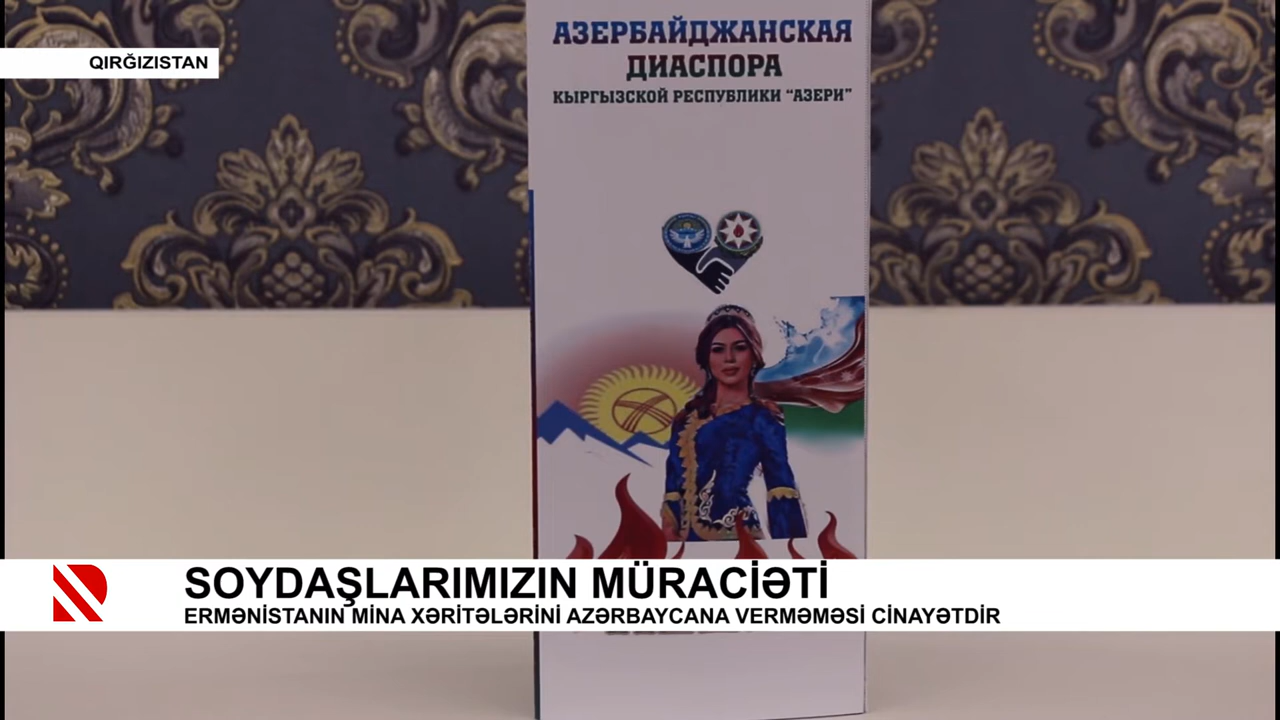 QIRĞIZISTAN
АЗЕРБАЙДЖАНСКАЯ
ДИАСПОРА
КЫРГЫЗСКОЙ РЕСПУБЛИКИ “АЗЕРИ”
SOYDAŞLARIMIZIN MÜRACİƏTİ
ERMƏNİSTANIN MİNA XƏRİTƏLƏRİNİ AZƏRBAYCANA VERMƏMƏSİ CİNAYƏTDİR